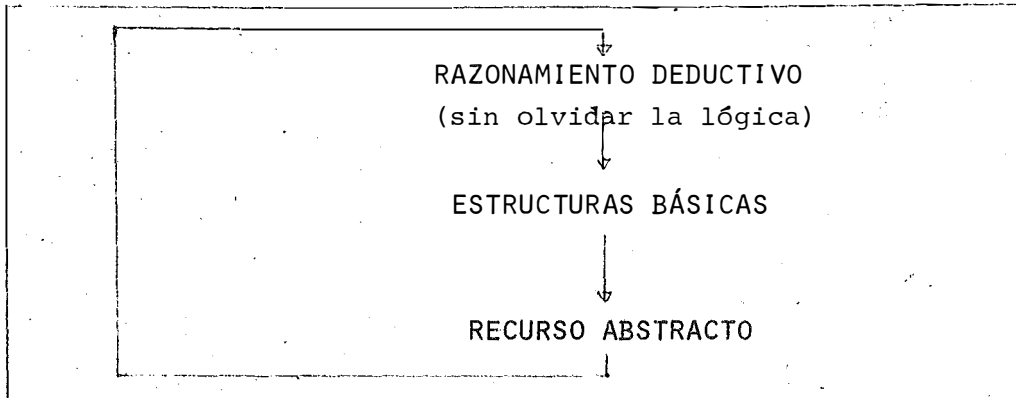 RAZONAMIENTO DEDUCTIVO
(sin olvidar la lógica)
ESTRUCTURAS BÁSICAS
RECURSO ABSTRACTO